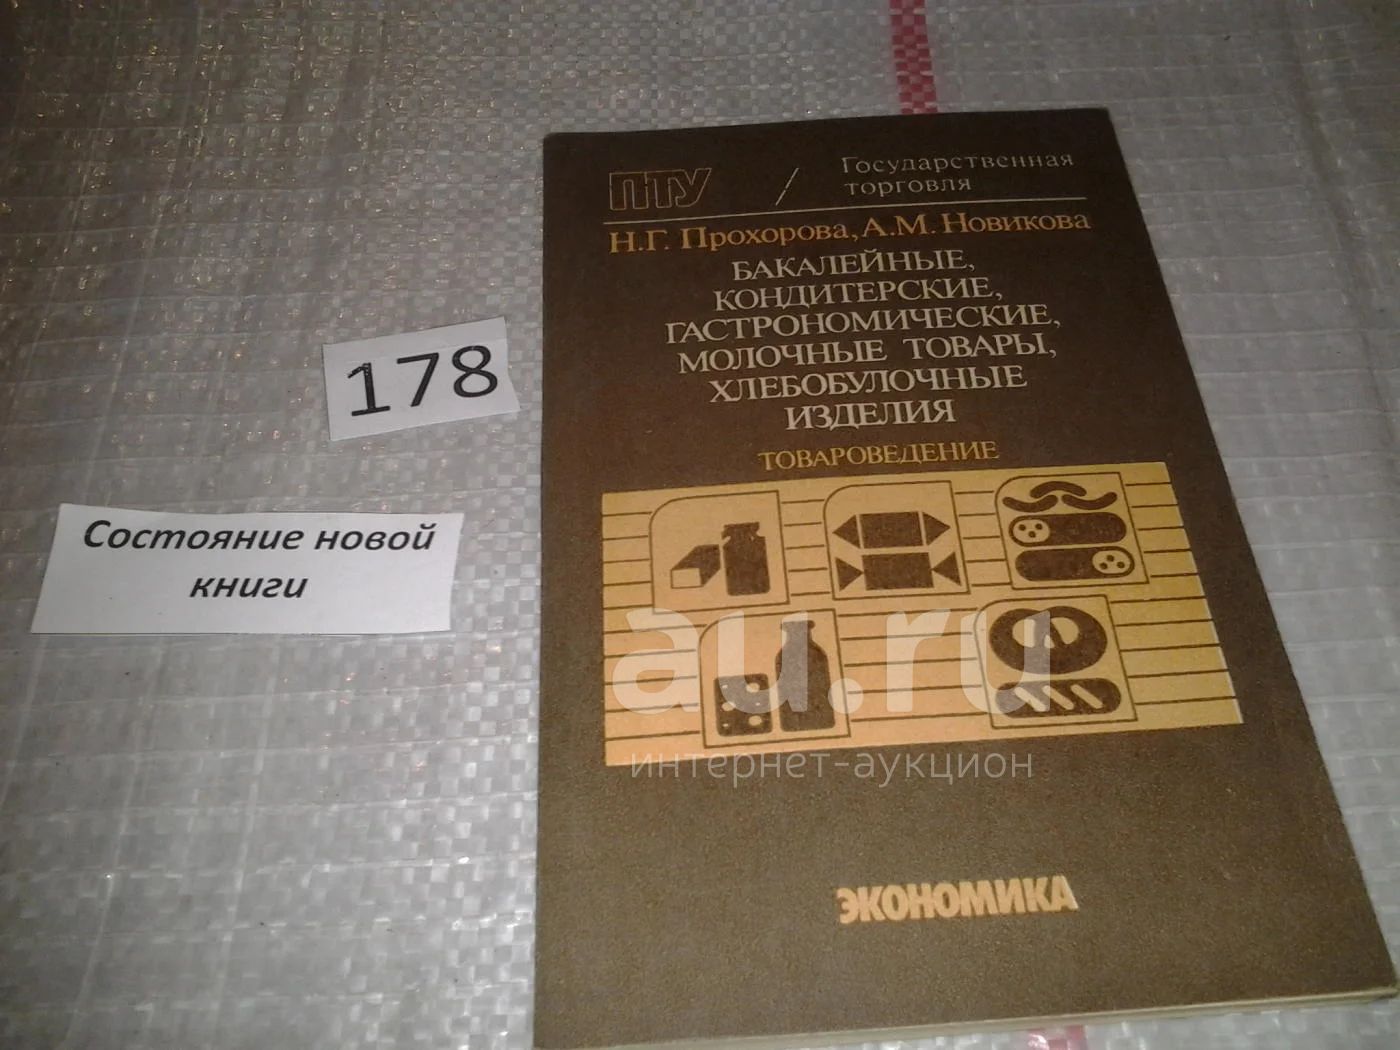 ПТУ / Государственная
торговля
Н.Г. Прохорова, А.М. Новикова
БАКАЛЕЙНЫЕ,
КОНДИТЕРСКИЕ,
ГАСТРОНОМИЧЕСКИЕ,
МОЛОЧНЫЕ ТОВАРЫ,
ХЛЕБОБУЛОЧНЫЕ
ИЗДЕЛИЯ
ТОВАРОВЕДЕНИЕ
178
Состояние новой
книги
au.ru
интернет-аукцион
ЭКОНОМИКА